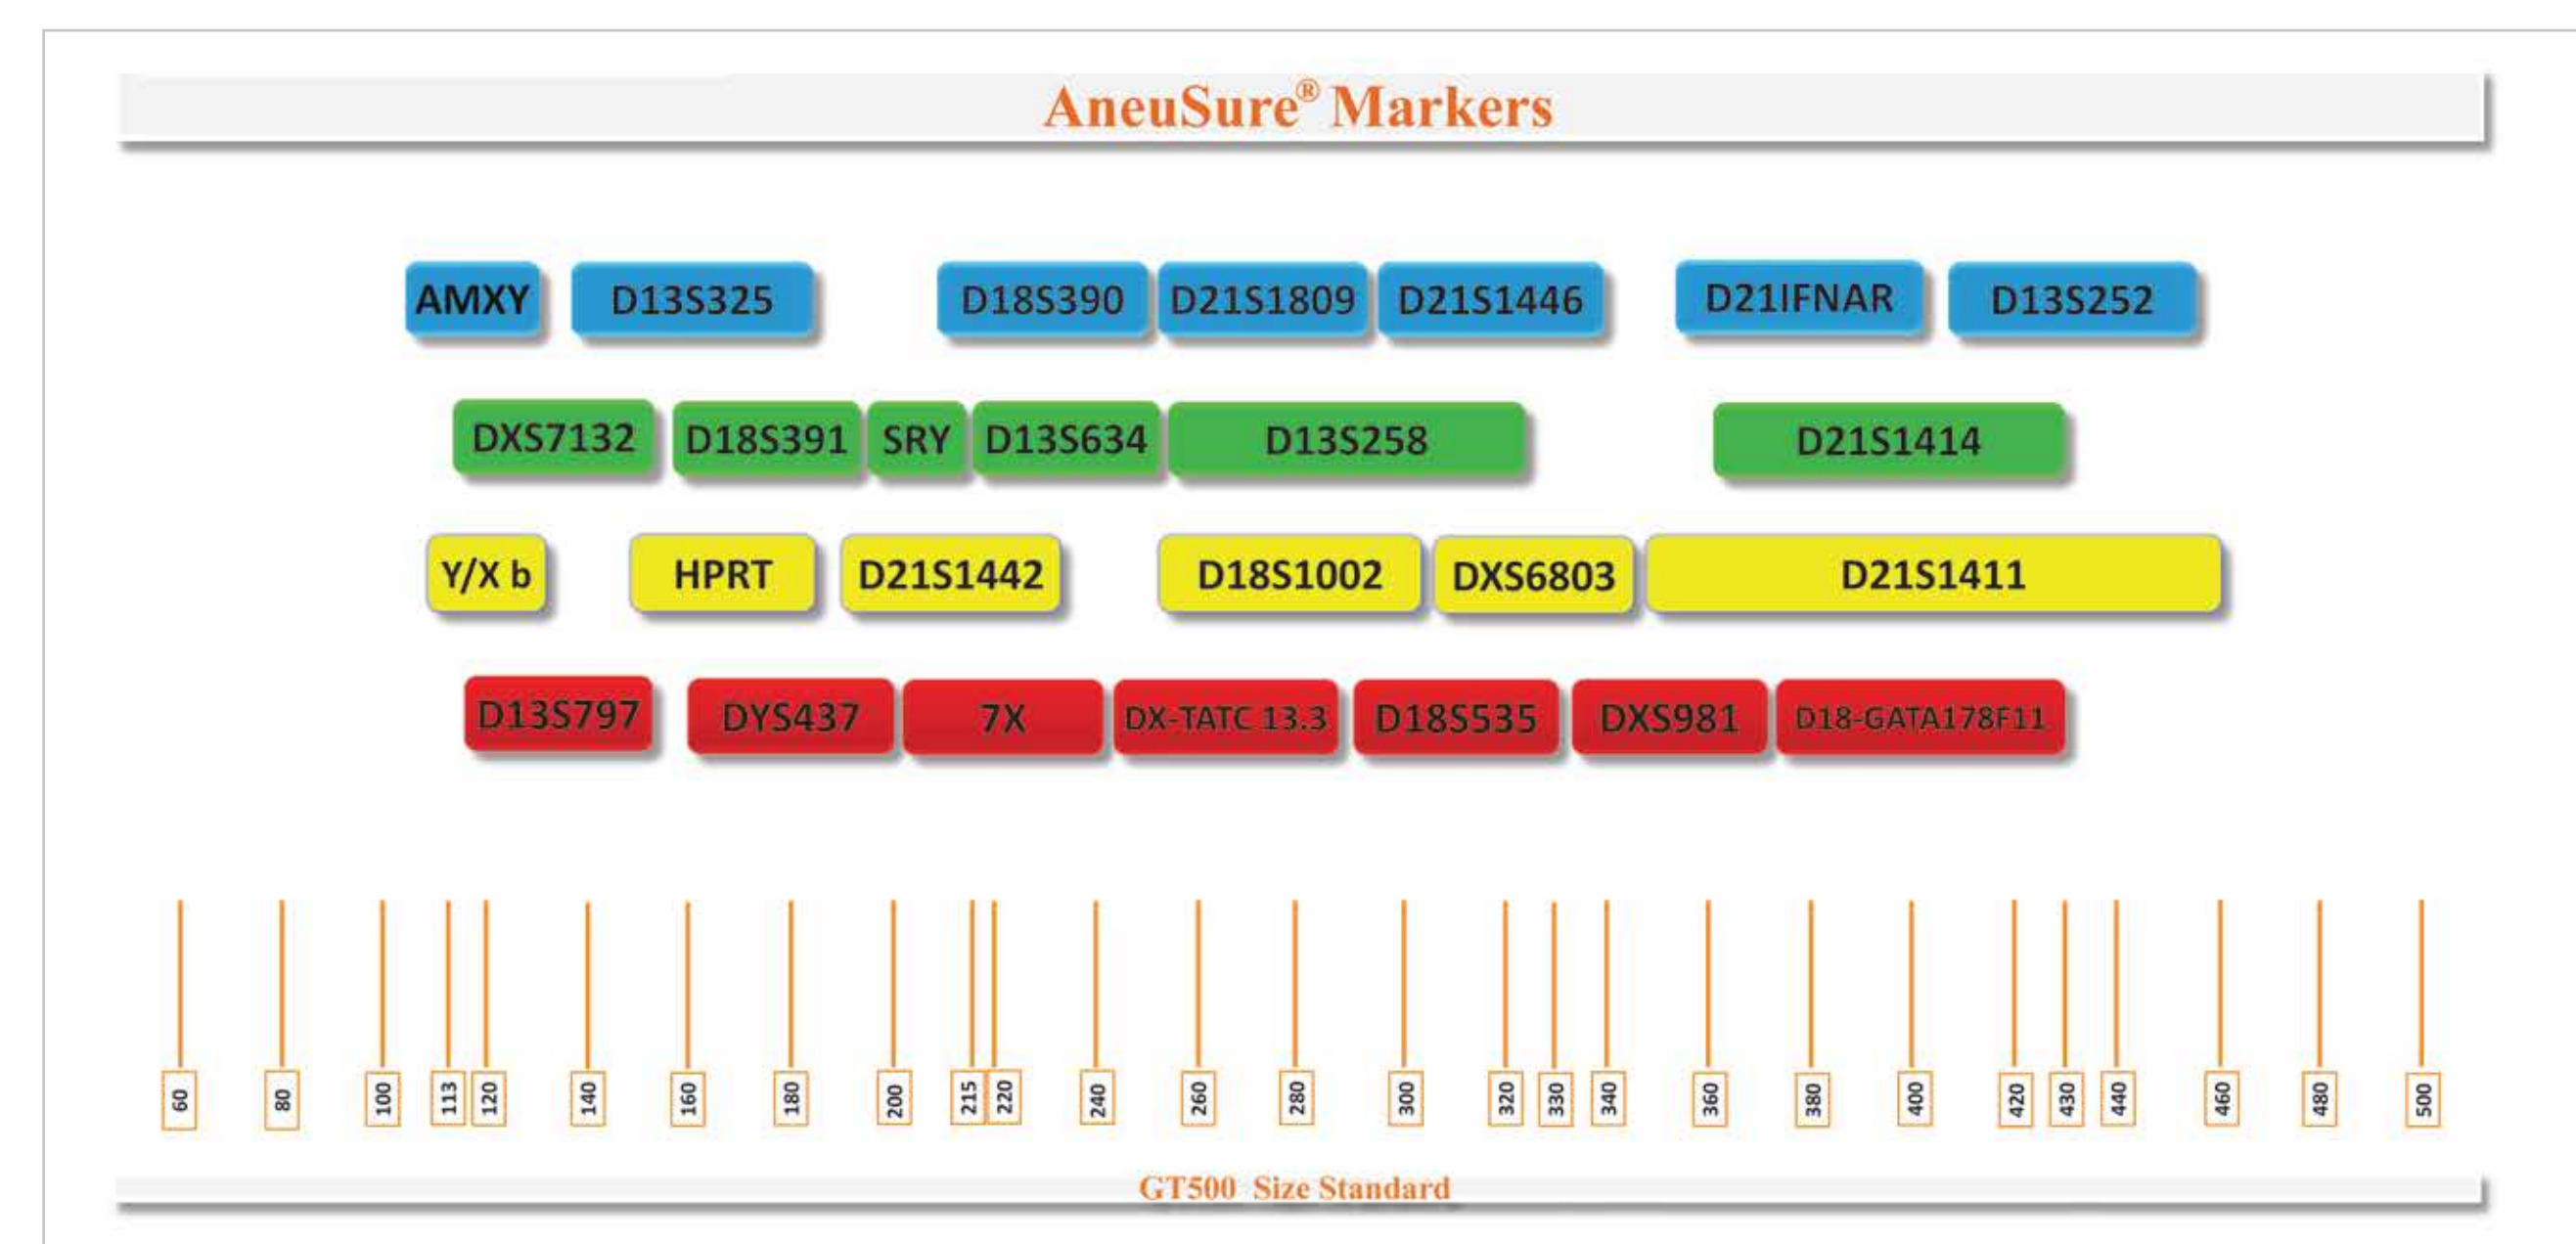 AneuSure® Markers
AMXY D13S325 D18S390 D21S1809 D21S1446 D21IFNAR D13S252
DXS7132 D18S391 SRY D13S634 D13S258 D21S1414
Y/X b HPRT D21S1442 D18S1002 DXS6803 D21S1411
D13S797 DYS437 7X DX-TATC 13.3 D18S535 DXS981 D18-GATA178F11
60 80 100 113 120 140 160 180 200 215 220 240 260 280 300 320 330 340 360 380 400 420 430 440 460 480 500
GT500 Size Standard